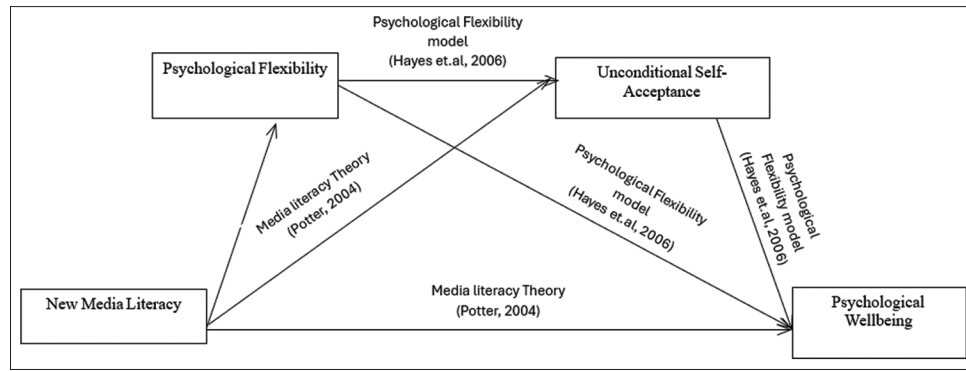 Psychological Flexibility
model
(Hayes et.al, 2006)
Psychological Flexibility
Unconditional Self-
Acceptance
Media literacy Theory
(Potter, 2004)
Psychological Flexibility
model
(Hayes et.al, 2006)
Psychological
Flexibility model
(Hayes et.al, 2006)
New Media Literacy
Media literacy Theory
(Potter, 2004)
Psychological
Wellbeing